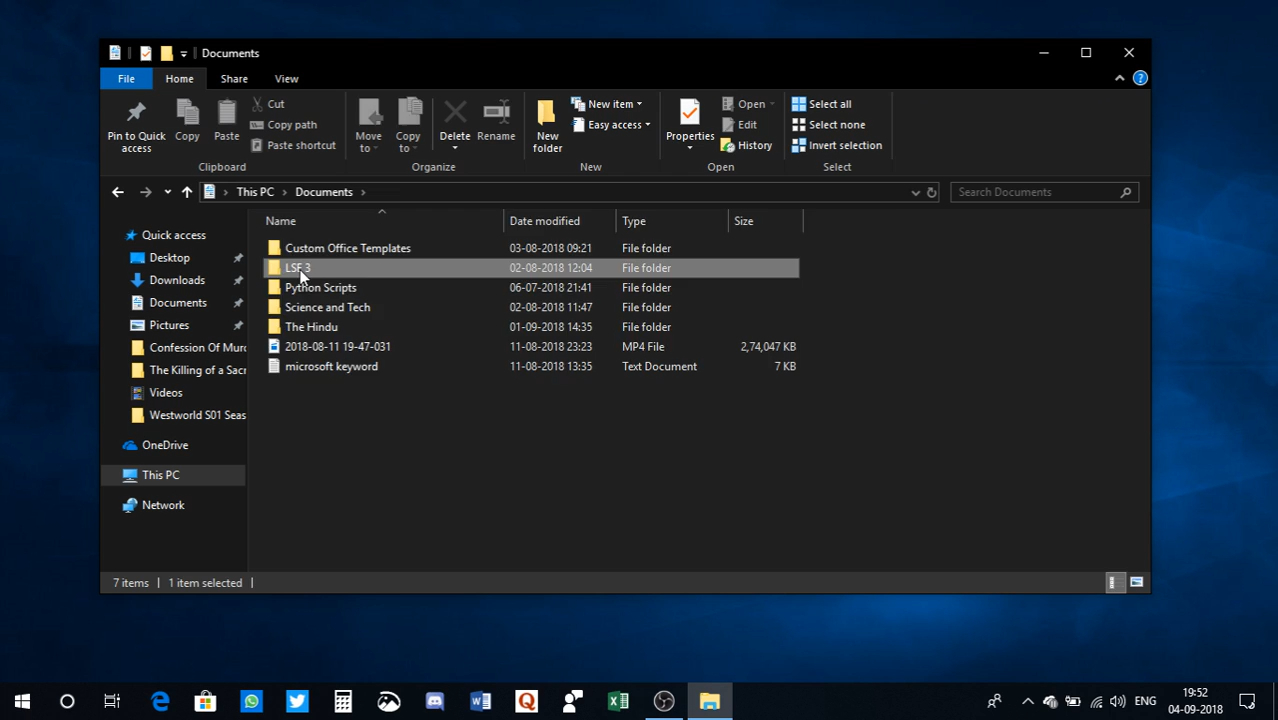 Documents
File Home Share View
Pin to Quick access
Copy
Paste
Cut
Copy path
Paste shortcut
Clipboard
Move to
Copy to
Delete
Rename
Organize
New folder
New item
Easy access
New
Properties
Open
Edit
History
Open
Select all
Select none
Invert selection
Select
This PC Documents
Search Documents
Quick access
Desktop
Downloads
Documents
Pictures
Confession Of Murd
The Killing of a Sacr
Videos
Westworld S01 Seas
OneDrive
This PC
Network
Name Date modified Type Size
Custom Office Templates 03-08-2018 09:21 File folder
LSF 3 02-08-2018 12:04 File folder
Python Scripts 06-07-2018 21:41 File folder
Science and Tech 02-08-2018 11:47 File folder
The Hindu 01-09-2018 14:35 File folder
2018-08-11 19-47-031 11-08-2018 23:23 MP4 File 2,74,047 KB
microsoft keyword 11-08-2018 13:35 Text Document 7 KB
7 items 1 item selected
ENG
19:52
04-09-2018